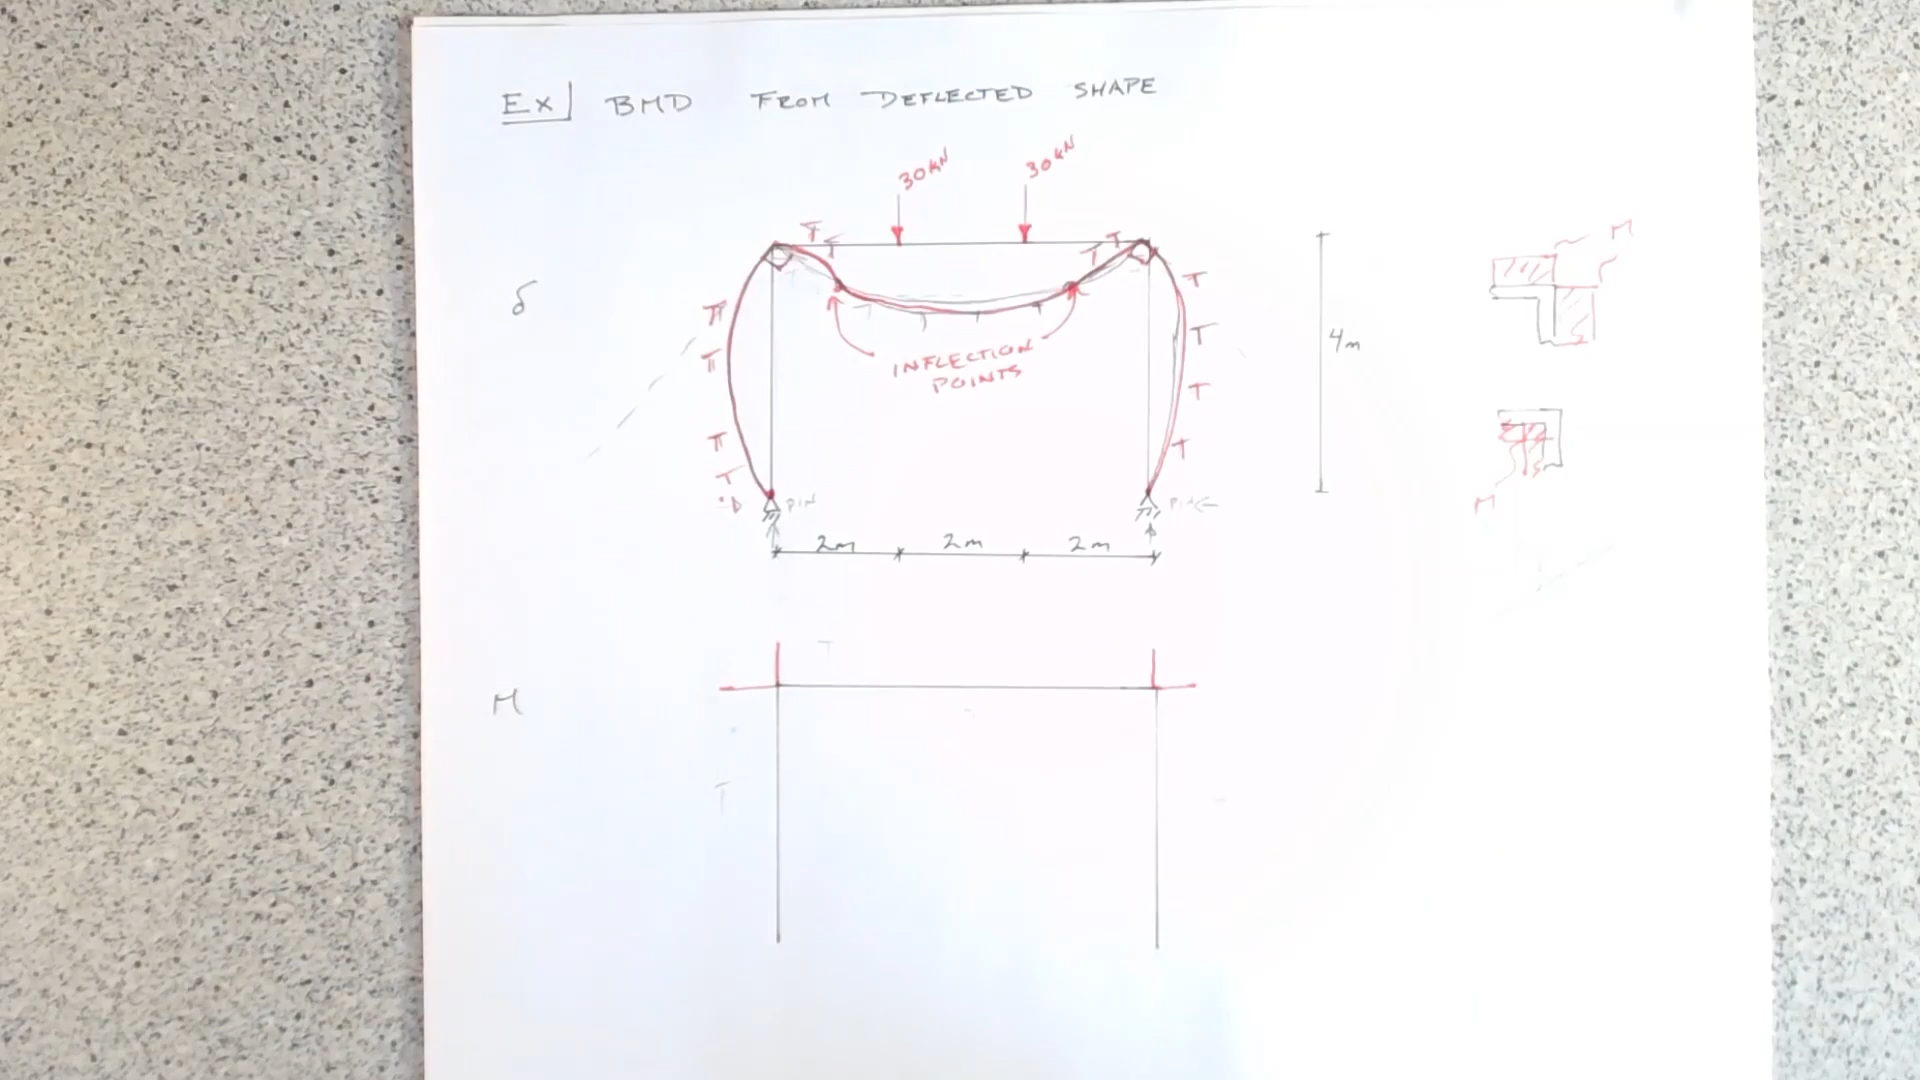 Ex BMD FROM DEFLECTED SHAPE
30kN 30kN
T T T T
δ
T T
T T
4m
INFLECTION
POINTS
T T
T T
PIN PIN
2m 2m 2m
M
M
T
M
T